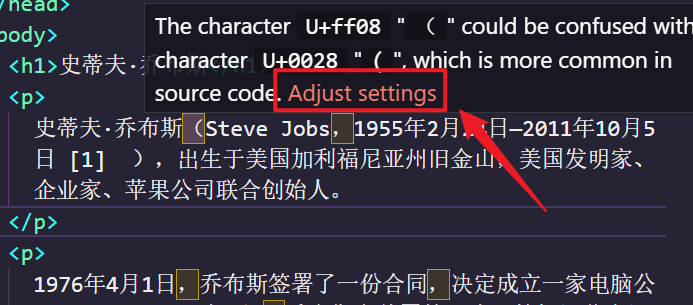 /head>
body>
The character U+ff08 "（" could be confused with
character U+0028 "(", which is more common in
source code. Adjust settings
<h1>史蒂夫·乔布斯
<p>
史蒂夫·乔布斯（Steve Jobs，1955年2月 日—2011年10月5
日 [1] ），出生于美国加利福尼亚州旧金山，美国发明家、
企业家、苹果公司联合创始人。
</p>
<p>
1976年4月1日，乔布斯签署了一份合同，决定成立一家电脑公